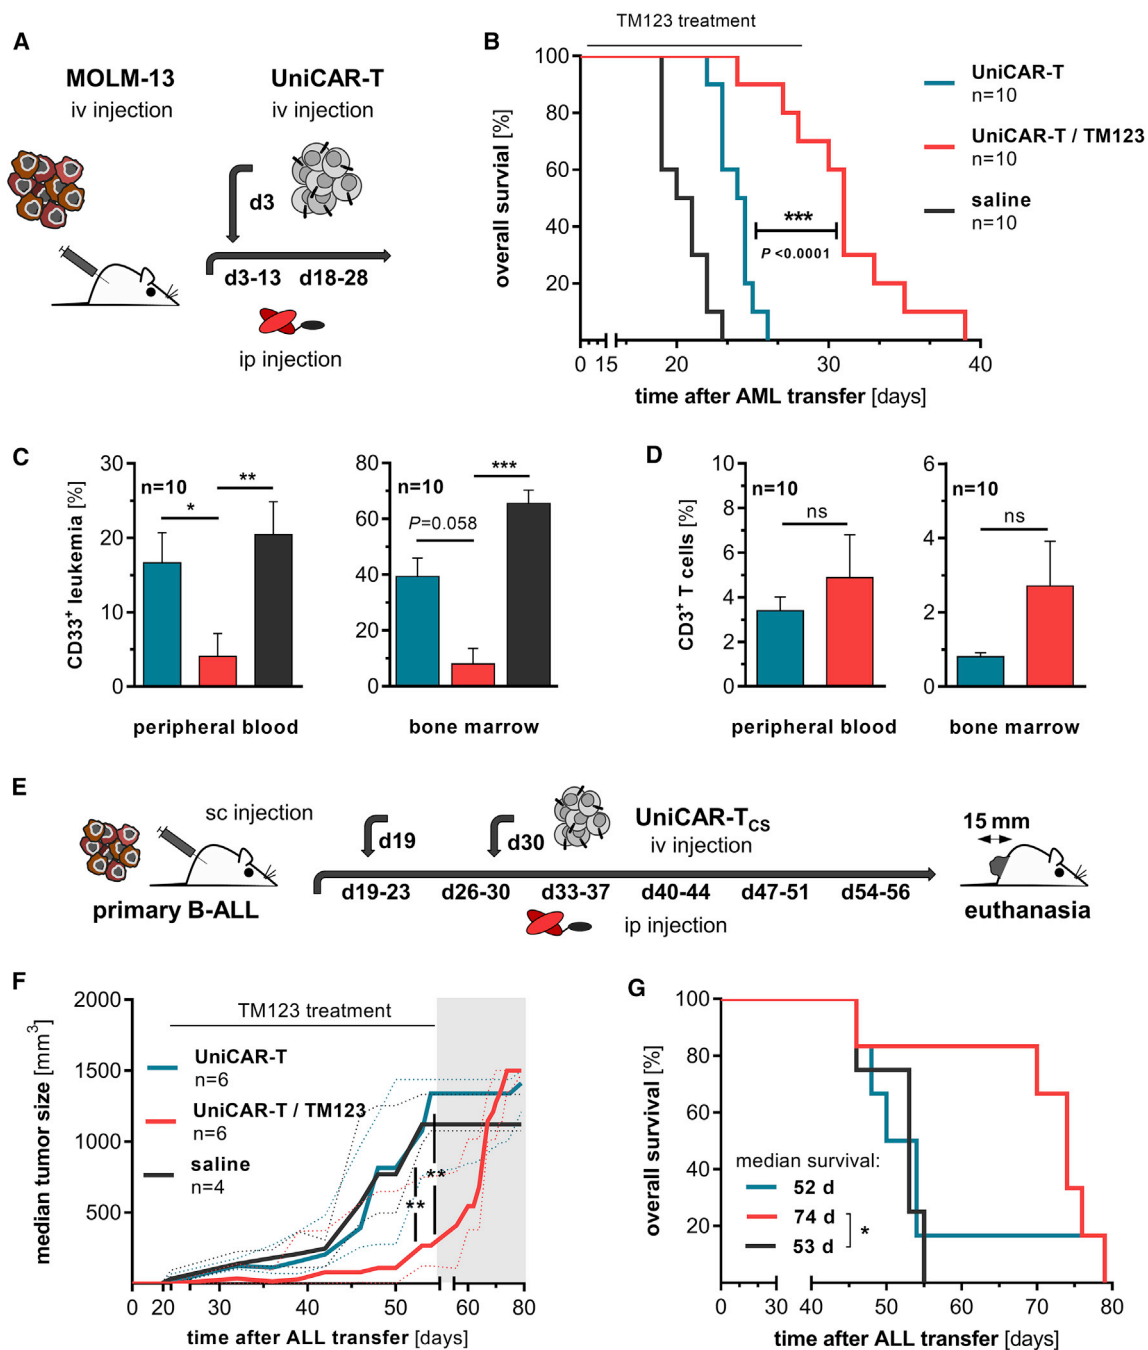 A
MOLM-13
iv injection
UniCAR-T
iv injection
d3
d3-13 d18-28
ip injection
B
TM123 treatment
overall survial [%]
100
80
60
40
20
0 15 20 30 40
time after AML transfer [days]
***
P <0.0001
UniCAR-T
n=10
UniCAR-T / TM123
n=10
saline
n=10
C
CD33+ leukemia [%]
30
20
10
0
n=10
*
**
peripheral blood
80
60
40
20
0
n=10
P=0.058
***
bone marrow
D
CD3+ T cells [%]
10
8
6
4
2
0
n=10
ns
peripheral blood
6
4
2
0
n=10
ns
bone marrow
E
sc injection
primary B-ALL
d19
d30
UniCAR-TCS
iv injection
d19-23 d26-30 d33-37 d40-44 d47-51 d54-56
ip injection
15 mm
euthanasia
F
median tumor size [mm3]
2000
1500
1000
500
TM123 treatment
UniCAR-T
n=6
UniCAR-T / TM123
n=6
saline
n=4
**
**
0 20 30 40 50 60 80
time after ALL transfer [days]
G
overall survival [%]
100
80
60
40
20
median survival:
52 d
74 d
53 d
*
0 30 40 50 60 70 80
time after ALL transfer [days]